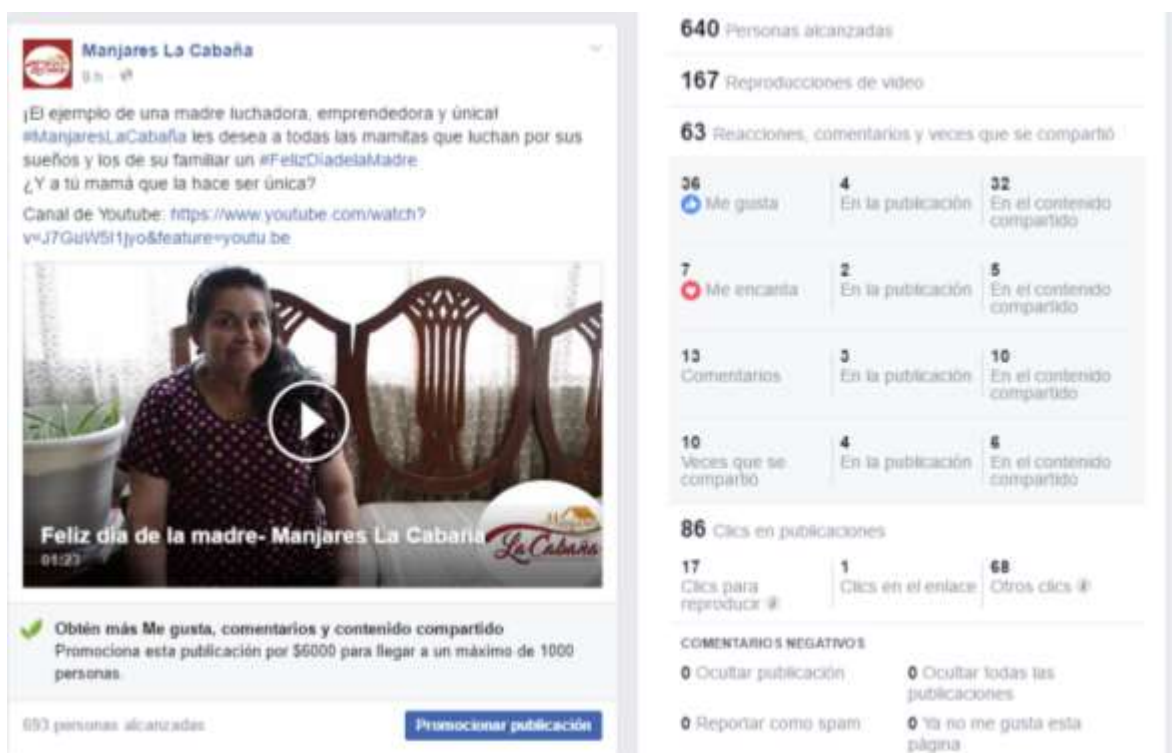 Manjares La Cabaña
8 h
¡El ejemplo de una madre luchadora, emprendedora y única!
#ManjaresLaCabaña les desea a todas las mamitas que luchan por sus
sueños y los de su familiar un #FelizDíadelaMadre
¿Y a tú mamá que la hace ser única?
Canal de Youtube: https://www.youtube.com/watch?
v=J7GuW5I1jyo&feature=youtu.be
Feliz día de la madre- Manjares La Cabaña
La Cabaña
01:23
Obtén más Me gusta, comentarios y contenido compartido
Promociona esta publicación por $6000 para llegar a un máximo de 1000
personas.
693 personas alcanzadas
Promocionar publicación
640 Personas alcanzadas
167 Reproducciones de video
63 Reacciones, comentarios y veces que se compartió
36 4 32
Me gusta En la publicación En el contenido
compartido
7 2 5
Me encanta En la publicación En el contenido
compartido
13 3 10
Comentarios En la publicación En el contenido
compartido
10 4 6
Veces que se En la publicación En el contenido
compartió compartido
86 Clics en publicaciones
17 1 68
Clics para Clics en el enlace Otros clics
reproducir
COMENTARIOS NEGATIVOS
0 Ocultar publicación 0 Ocultar todas las
publicaciones
0 Reportar como spam 0 Ya no me gusta esta
página